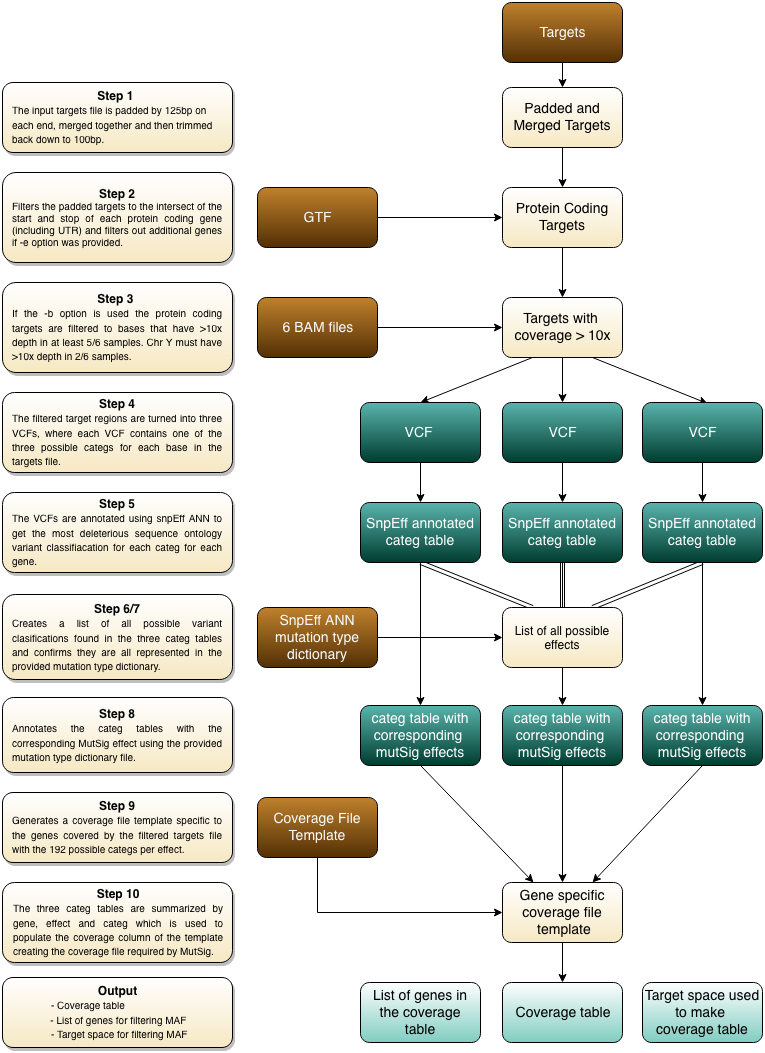 Targets
Step 1
The input targets file is padded by 125bp on
each end, merged together and then trimmed
back down to 100bp.
Padded and
Merged Targets
Step 2
Filters the padded targets to the intersect of the
start and stop of each protein coding gene
(including UTR) and filters out additional genes
if -e option was provided.
GTF
Protein Coding
Targets
Step 3
If the -b option is used the protein coding
targets are filtered to bases that have >10x
depth in at least 5/6 samples. Chr Y must have
>10x depth in 2/6 samples.
6 BAM files
Targets with
coverage > 10x
Step 4
The filtered target regions are turned into three
VCFs, where each VCF contains one of the
three possible categs for each base in the
targets file.
VCF
VCF
VCF
Step 5
The VCFs are annotated using snpEff ANN to
get the most deleterious sequence ontology
variant classifiacation for each categ for each
gene.
SnpEff annotated
categ table
SnpEff annotated
categ table
SnpEff annotated
categ table
Step 6/7
Creates a list of all possible variant
clasifications found in the three categ tables
and confirms they are all represented in the
provided mutation type dictionary.
SnpEff ANN
mutation type
dictionary
List of all possible
effects
Step 8
Annotates the categ tables with the
corresponding MutSig effect using the provided
mutation type dictionary file.
categ table with
corresponding
mutSig effects
categ table with
corresponding
mutSig effects
categ table with
corresponding
mutSig effects
Step 9
Generates a coverage file template specific to
the genes covered by the filtered targets file
with the 192 possible categs per effect.
Coverage File
Template
Step 10
The three categ tables are summarized by
gene, effect and categ which is used to
populate the coverage column of the template
creating the coverage file required by MutSig.
Gene specific
coverage file
template
Output
- Coverage table
- List of genes for filtering MAF
- Target space for filtering MAF
List of genes in
the coverage
table
Coverage table
Target space used
to make
coverage table